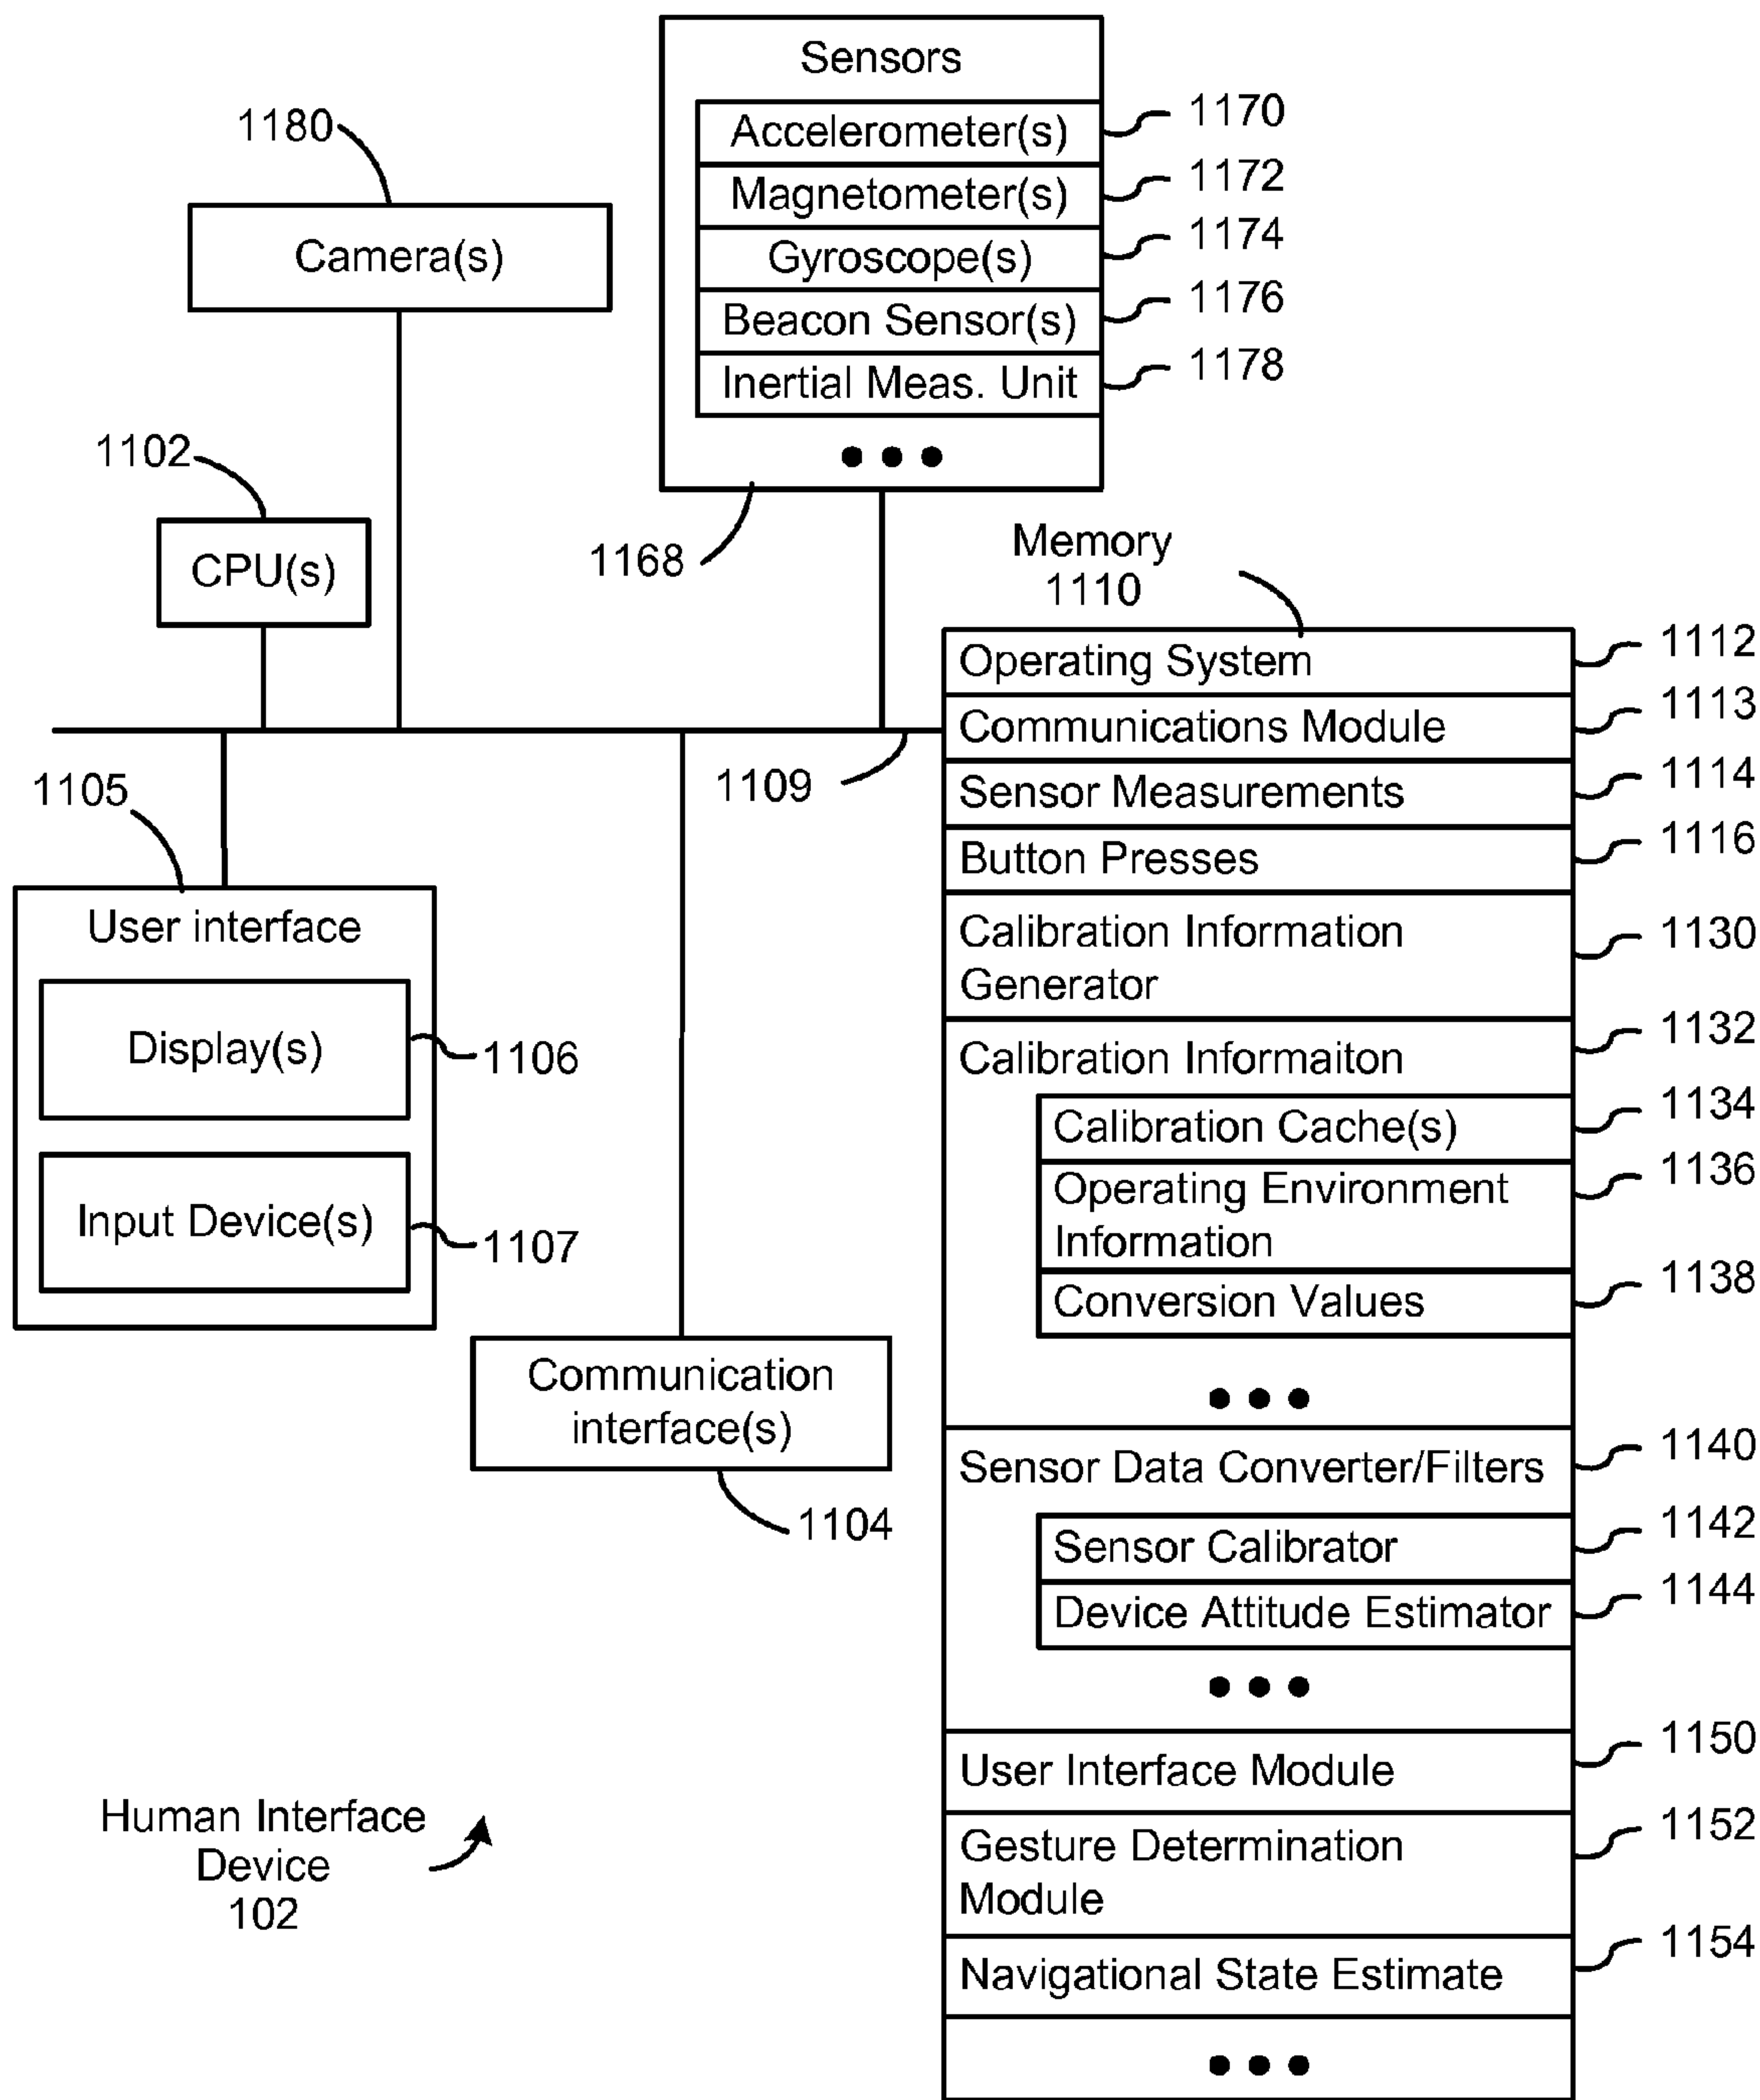 Sensors
Accelerometer(s)
1170
Magnetometer(s)
1172
Gyroscope(s)
1174
Beacon Sensor(s)
1176
Inertial Meas. Unit
1178
1168
1180
Camera(s)
1102
CPU(s)
1109
1105
User interface
Display(s)
1106
Input Device(s)
1107
Communication
interface(s)
1104
Memory
1110
Operating System
1112
Communications Module
1113
Sensor Measurements
1114
Button Presses
1116
Calibration Information
Generator
1130
Calibration Informaiton
1132
Calibration Cache(s)
1134
Operating Environment
Information
1136
Conversion Values
1138
Sensor Data Converter/Filters
1140
Sensor Calibrator
1142
Device Attitude Estimator
1144
User Interface Module
1150
Gesture Determination
Module
1152
Navigational State Estimate
1154
Human Interface
Device
102